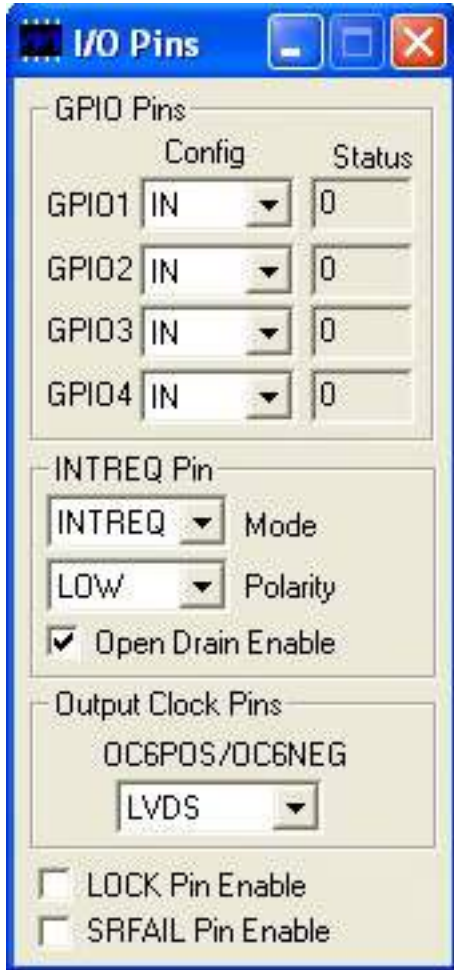 I/O Pins
GPIO Pins
Config Status
GPIO1 IN 0
GPIO2 IN 0
GPIO3 IN 0
GPIO4 IN 0
INTREQ Pin
INTREQ Mode
LOW Polarity
Open Drain Enable
Output Clock Pins
OC6POS/OC6NEG
LVDS
LOCK Pin Enable
SRFAIL Pin Enable